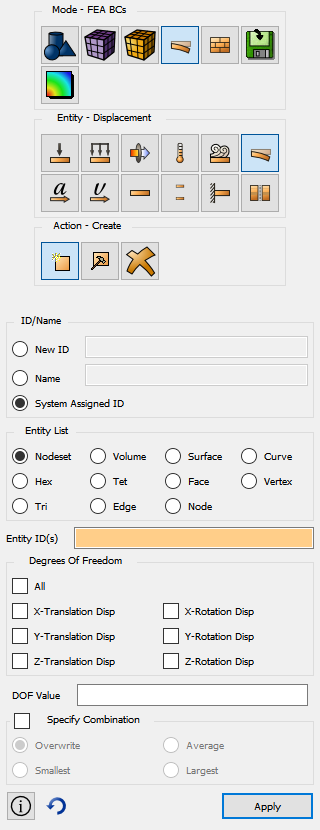 Mode - FEA BCs
Entity - Displacement
a
v
Action - Create
ID/Name
New ID
Name
System Assigned ID
Entity List
Nodeset Volume Surface Curve
Hex Tet Face Vertex
Tri Edge Node
Entity ID(s)
Degrees Of Freedom
All
X-Translation Disp X-Rotation Disp
Y-Translation Disp Y-Rotation Disp
Z-Translation Disp Z-Rotation Disp
DOF Value
Specify Combination
Overwrite Average
Smallest Largest
Apply